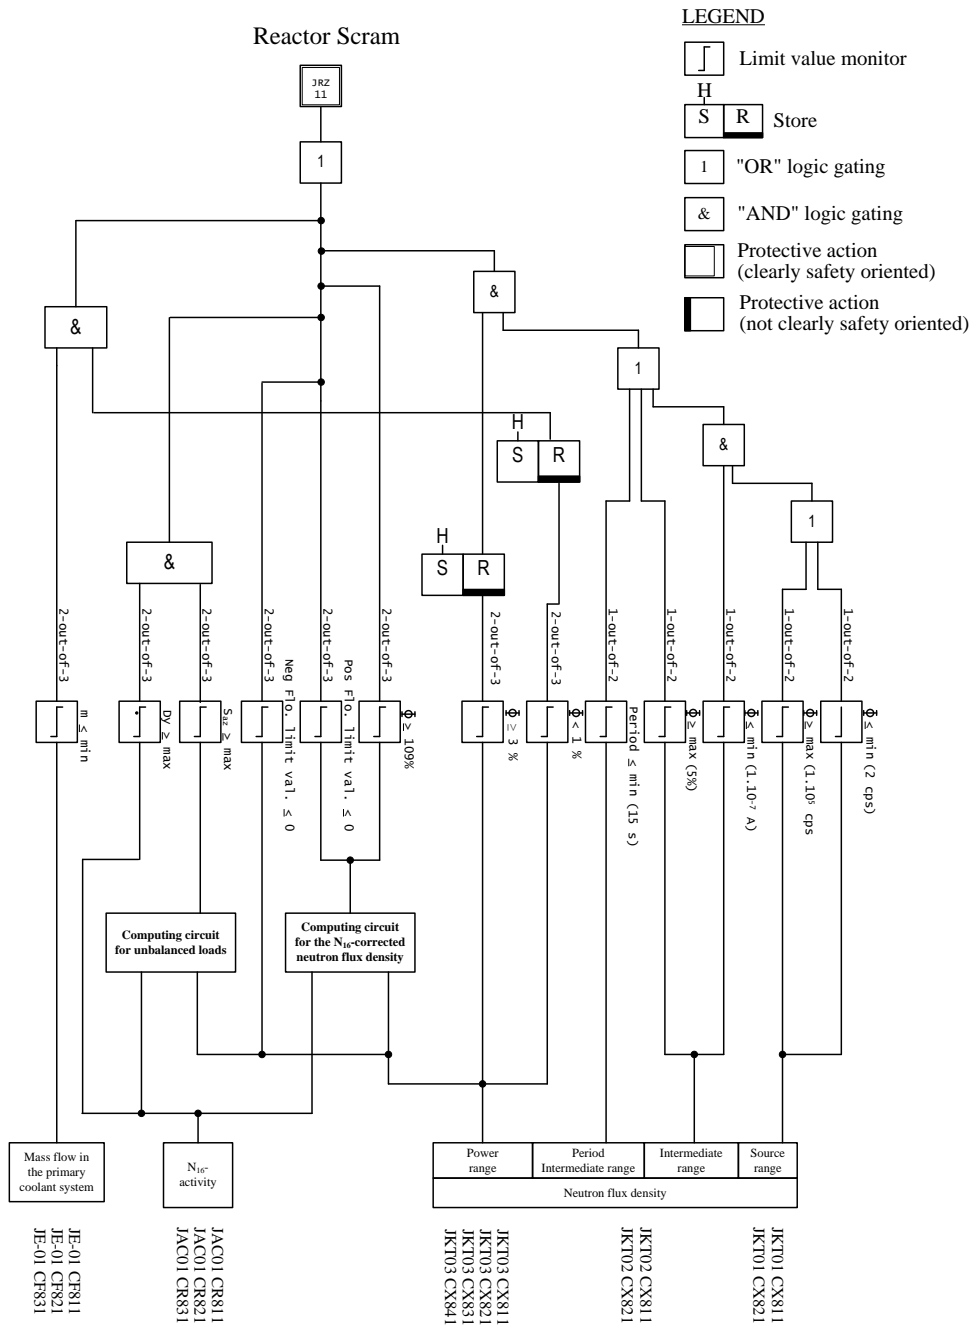 LEGEND
Reactor Scram
Limit value monitor
JRZ
11
H
S
R
Store
1
1
"OR" logic gating
&
"AND" logic gating
Protective action
(clearly safety oriented)
&
Protective action
(not clearly safety oriented)
&
1
H
S
R
&
1
H
S
R
&
2-out-of-3
2-out-of-3
2-out-of-3
2-out-of-3
2-out-of-3
2-out-of-3
2-out-of-3
2-out-of-3
1-out-of-2
1-out-of-2
1-out-of-2
1-out-of-2
1-out-of-2
m ≤ min
Dy ≥ max
Saz ≥ max
Neg Flo. limit val. ≤ 0
Pos Flo. limit val. ≤ 0
Φ ≥ 109%
Φ ≥ 3 %
Φ < 1 %
Period ≤ min (15 s)
Φ ≥ max (5%)
Φ ≤ min (1.10⁻⁷ A)
Φ ≥ max (1.10⁵ cps
Φ ≤ min (2 cps)
Computing circuit
for unbalanced loads
Computing circuit
for the N₁₆-corrected
neutron flux density
Mass flow in
the primary
coolant system
N₁₆-
activity
Power
range
Period
Intermediate range
Intermediate
range
Source
range
Neutron flux density
JE-01 CF811
JE-01 CF821
JE-01 CF831
JAC01 CR811
JAC01 CR821
JAC01 CR831
JKT03 CX811
JKT03 CX821
JKT03 CX831
JKT03 CX841
JKT02 CX811
JKT02 CX821
JKT01 CX811
JKT01 CX821